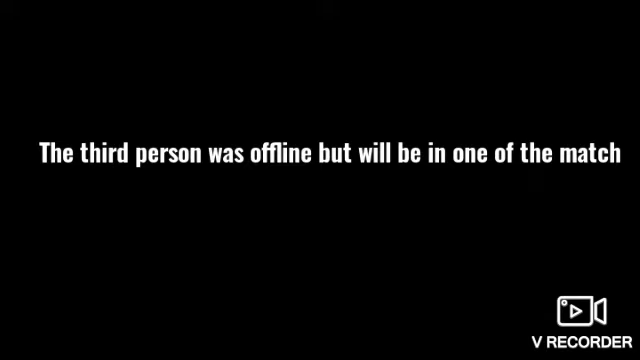 The third person was offline but will be in one of the match
V RECORDER